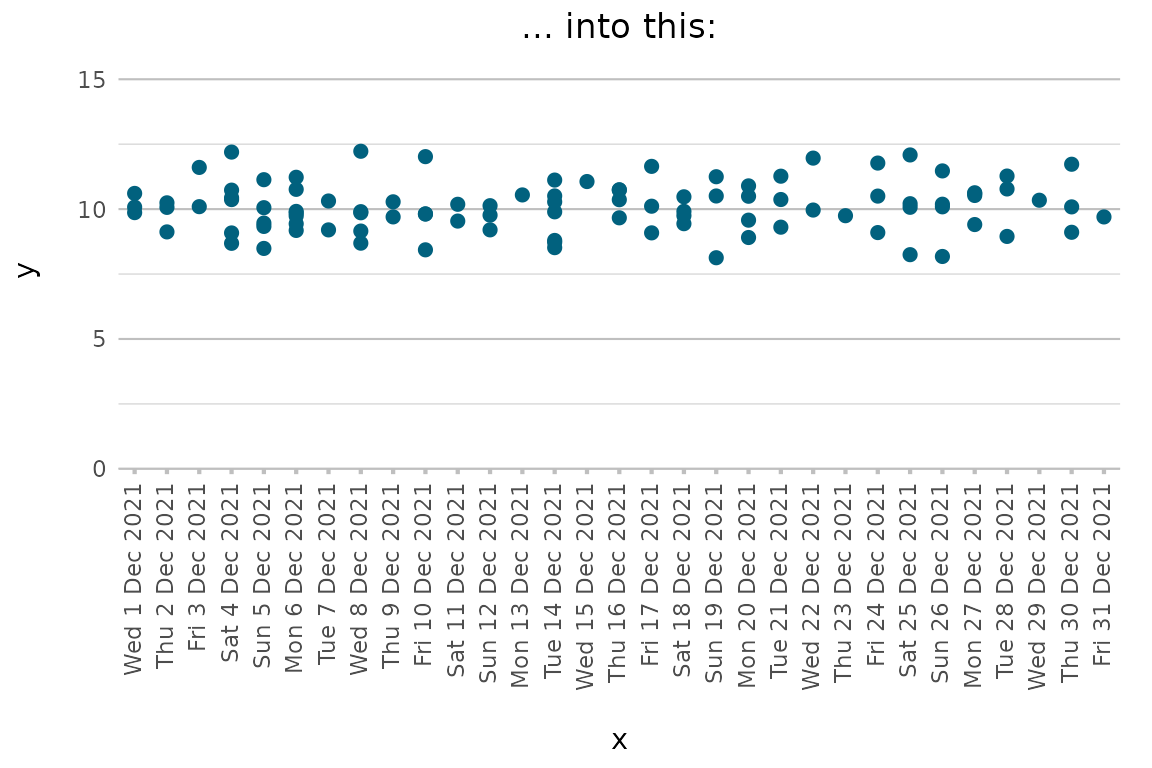 ... into this:
15
10
5
0
y
Wed 1 Dec 2021
Thu 2 Dec 2021
Fri 3 Dec 2021
Sat 4 Dec 2021
Sun 5 Dec 2021
Mon 6 Dec 2021
Tue 7 Dec 2021
Wed 8 Dec 2021
Thu 9 Dec 2021
Fri 10 Dec 2021
Sat 11 Dec 2021
Sun 12 Dec 2021
Mon 13 Dec 2021
Tue 14 Dec 2021
Wed 15 Dec 2021
Thu 16 Dec 2021
Fri 17 Dec 2021
Sat 18 Dec 2021
Sun 19 Dec 2021
Mon 20 Dec 2021
Tue 21 Dec 2021
Wed 22 Dec 2021
Thu 23 Dec 2021
Fri 24 Dec 2021
Sat 25 Dec 2021
Sun 26 Dec 2021
Mon 27 Dec 2021
Tue 28 Dec 2021
Wed 29 Dec 2021
Thu 30 Dec 2021
Fri 31 Dec 2021
x